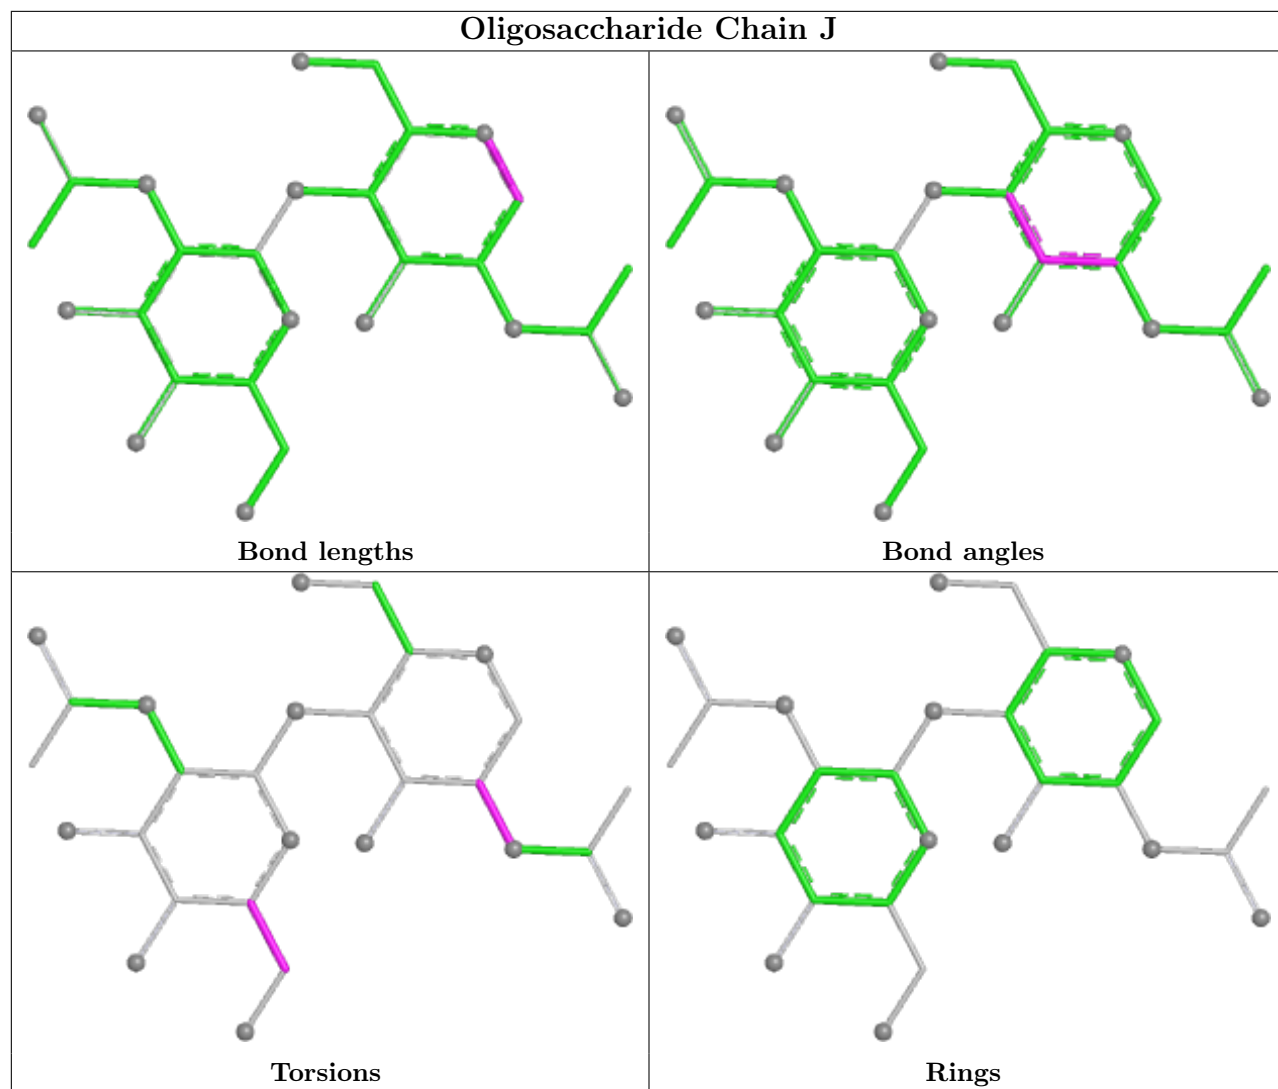 Oligosaccharide Chain J
Bond lengths
Bond angles
Torsions
Rings